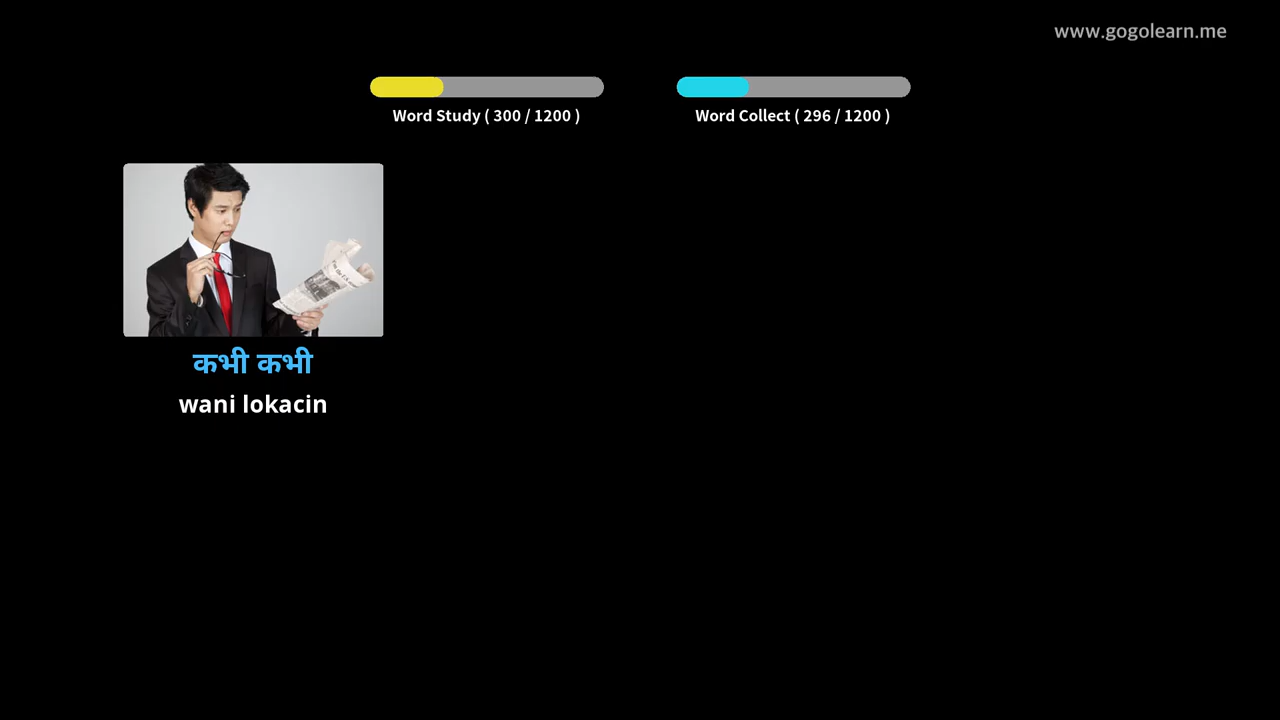 www.gogolearn.me
Word Study ( 300 / 1200 )
Word Collect ( 296 / 1200 )
कभी कभी
wani lokacin